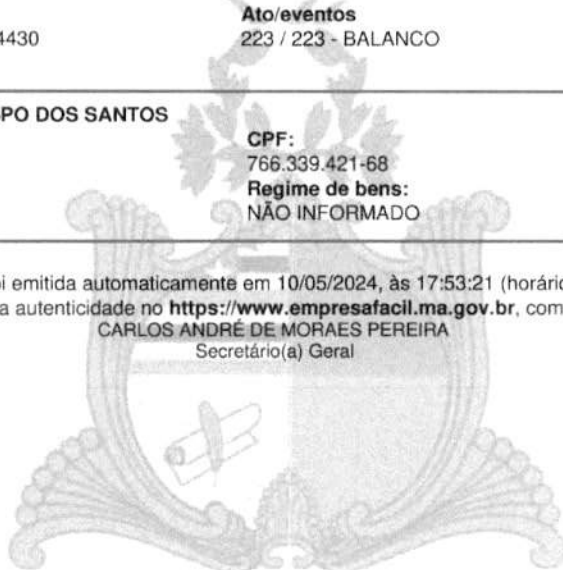 Ato/eventos
4430 223 / 223 - BALANCO
PO DOS SANTOS
CPF:
766.339.421-68
Regime de bens:
NÃO INFORMADO
i emitida automaticamente em 10/05/2024, às 17:53:21 (horário
a autenticidade no https://www.empresafacil.ma.gov.br, com
CARLOS ANDRÉ DE MORAES PEREIRA
Secretário(a) Geral